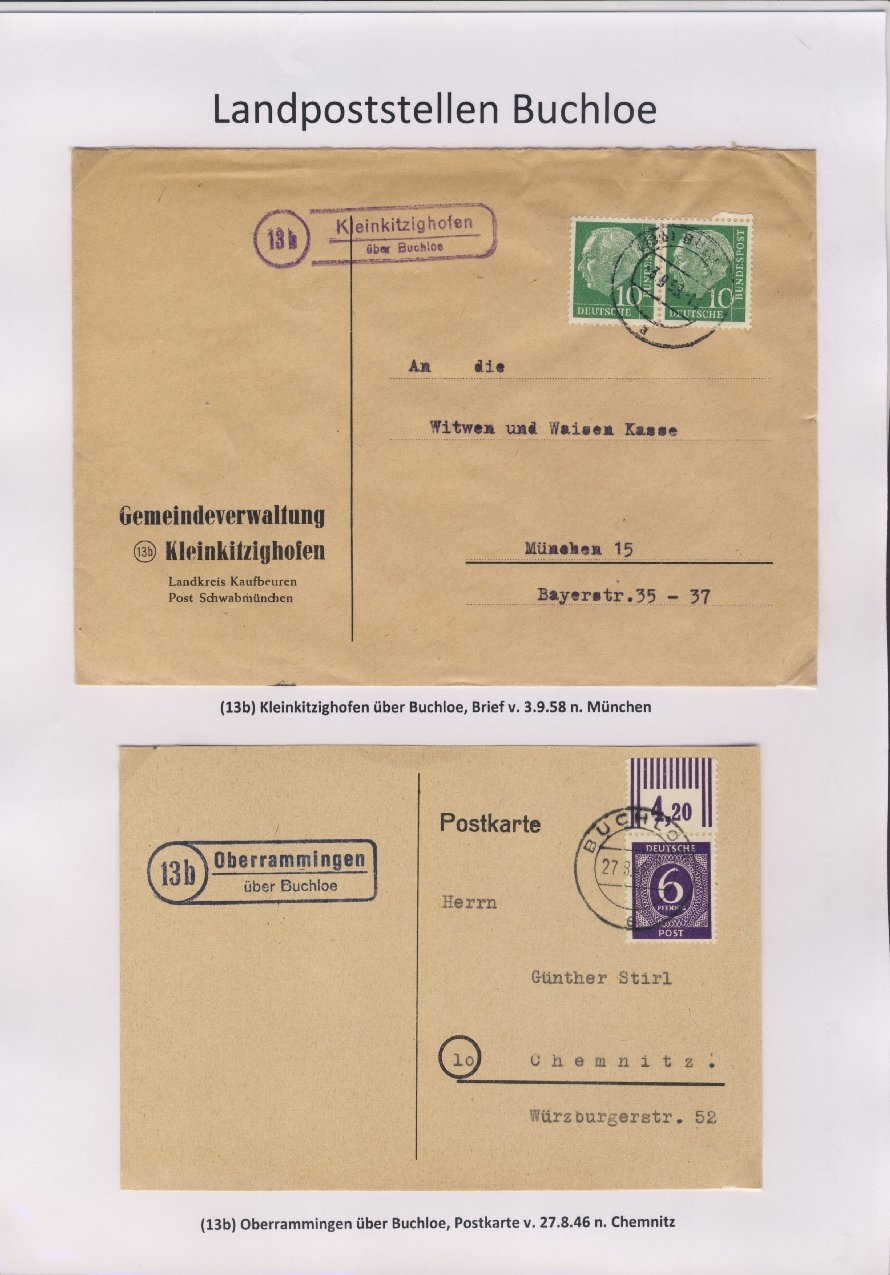 Landpoststellen Buchloe
13b
Kleinkitzighofen
über Buchloe
10 10
DEUTSCHE DEUTSCHE
BUNDESPOST
An die
Witwen und Waisen Kasse
München 15
Bayerstr.35 - 37
Gemeindeverwaltung
13b Kleinkitzighofen
Landkreis Kaufbeuren
Post Schwabmünchen
(13b) Kleinkitzighofen über Buchloe, Brief v. 3.9.58 n. München
13b
Oberrammingen
über Buchloe
Postkarte
4,20
BUCHLO
27
DEUTSCHE
6
PFENNIG
POST
Herrn
Günther Stirl
10 Chemnitz.
Würzburgerstr. 52
(13b) Oberrammingen über Buchloe, Postkarte v. 27.8.46 n. Chemnitz